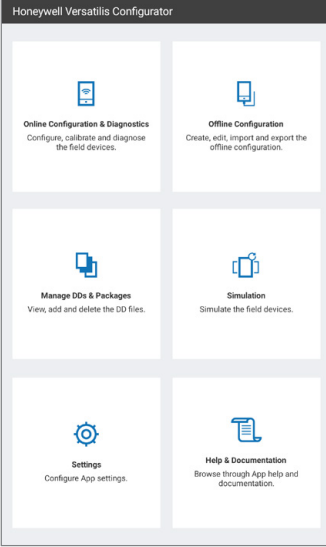 Honeywell Versatilis Configurator
Online Configuration & Diagnostics
Configure, calibrate and diagnose
the field devices.
Offline Configuration
Create, edit, import and export the
offline configuration.
Manage DDs & Packages
View, add and delete the DD files.
Simulation
Simulate the field devices.
Settings
Configure App settings.
Help & Documentation
Browse through App help and
documentation.